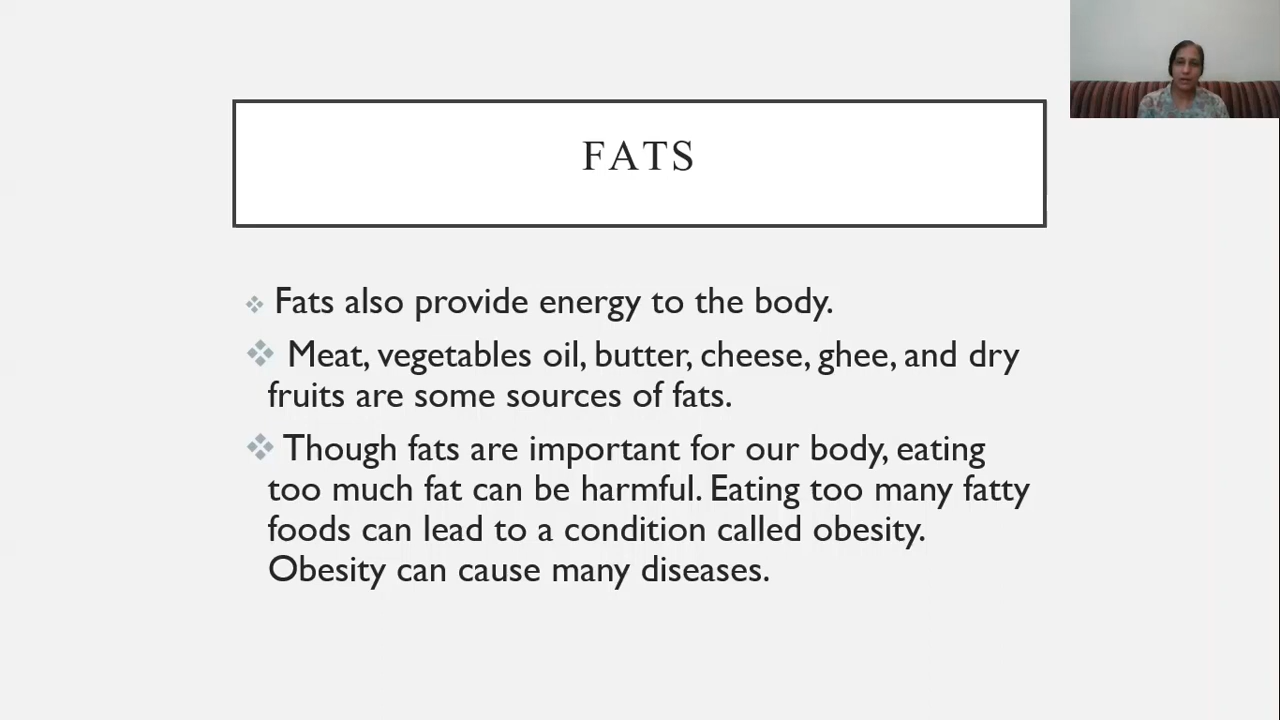 FATS
Fats also provide energy to the body.
Meat, vegetables oil, butter, cheese, ghee, and dry
fruits are some sources of fats.
Though fats are important for our body, eating
too much fat can be harmful. Eating too many fatty
foods can lead to a condition called obesity.
Obesity can cause many diseases.